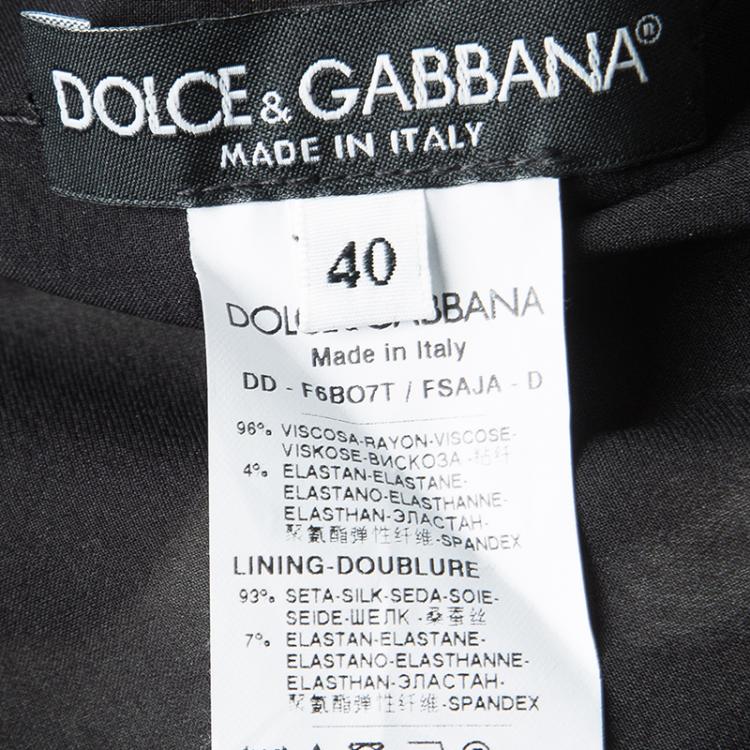 DOLCE & GABBANA®
MADE IN ITALY
40
DOLCE & GABBANA
Made in Italy
DD - F6BO7T / FSAJA - D
96% VISCOSA-RAYON-VISCOSE-
VISKOSE-ВИСКОЗА-粘纤
4% ELASTAN-ELASTANE-
ELASTANO-ELASTHANNE-
ELASTHAN-ЭЛАСТАН-
聚氨酯弹性纤维-SPANDEX
LINING-DOUBLURE
93% SETA-SILK-SEDA-SOIE-
SEIDE-ШЕЛК-桑蚕丝
7% ELASTAN-ELASTANE-
ELASTANO-ELASTHANNE-
ELASTHAN-ЭЛАСТАН-
聚氨酯弹性纤维-SPANDEX